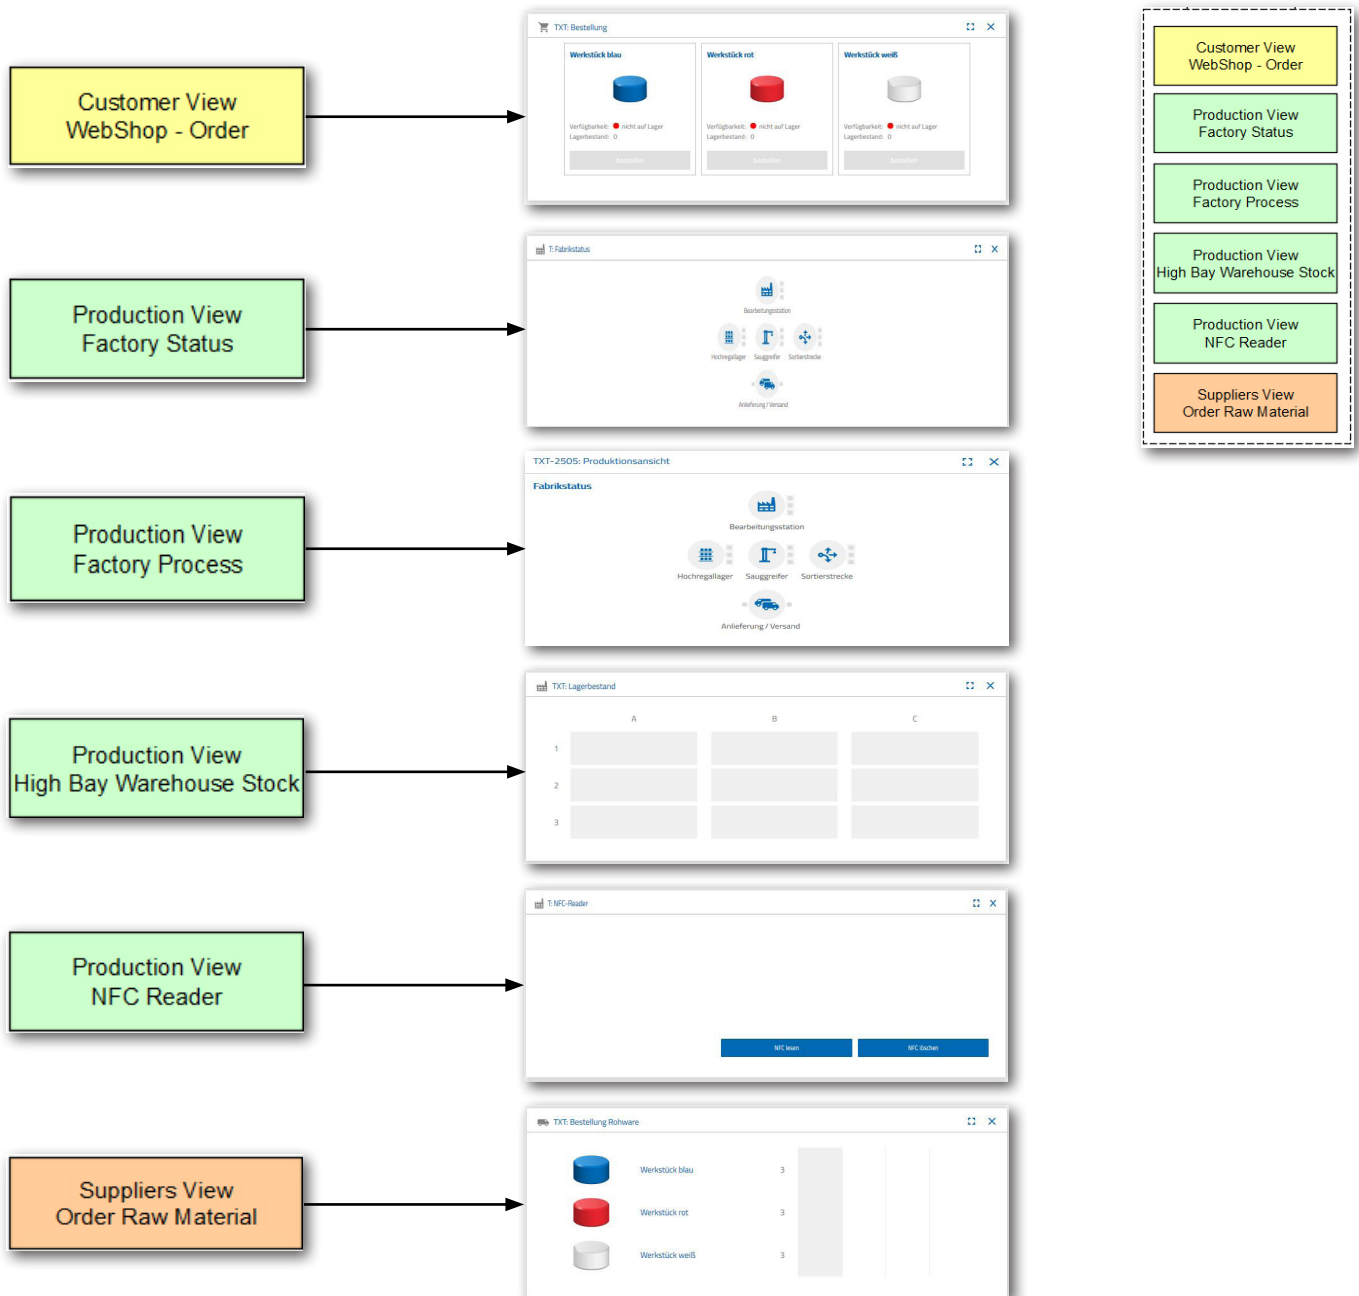 Customer View
WebShop - Order
TXT: Bestellung
Werkstück blau
Werkstück rot
Werkstück weiß
Verfügbarkeit: nicht auf Lager
Lagerbestand: 0
Verfügbarkeit: nicht auf Lager
Lagerbestand: 0
Verfügbarkeit: nicht auf Lager
Lagerbestand: 0
bestellen
bestellen
bestellen
Production View
Factory Status
T: Fabrikstatus
Bearbeitungsstation
Hochregallager
Sauggreifer
Sortierstrecke
Anlieferung / Versand
Production View
Factory Process
TXT-2505: Produktionsansicht
Fabrikstatus
Bearbeitungsstation
Hochregallager
Sauggreifer
Sortierstrecke
Anlieferung / Versand
Production View
High Bay Warehouse Stock
TXT: Lagerbestand
A
B
C
1
2
3
Production View
NFC Reader
T: NFC-Reader
NFC lesen
NFC löschen
Suppliers View
Order Raw Material
TXT: Bestellung Rohware
Werkstück blau
3
Werkstück rot
3
Werkstück weiß
3
Customer View
WebShop - Order
Production View
Factory Status
Production View
Factory Process
Production View
High Bay Warehouse Stock
Production View
NFC Reader
Suppliers View
Order Raw Material